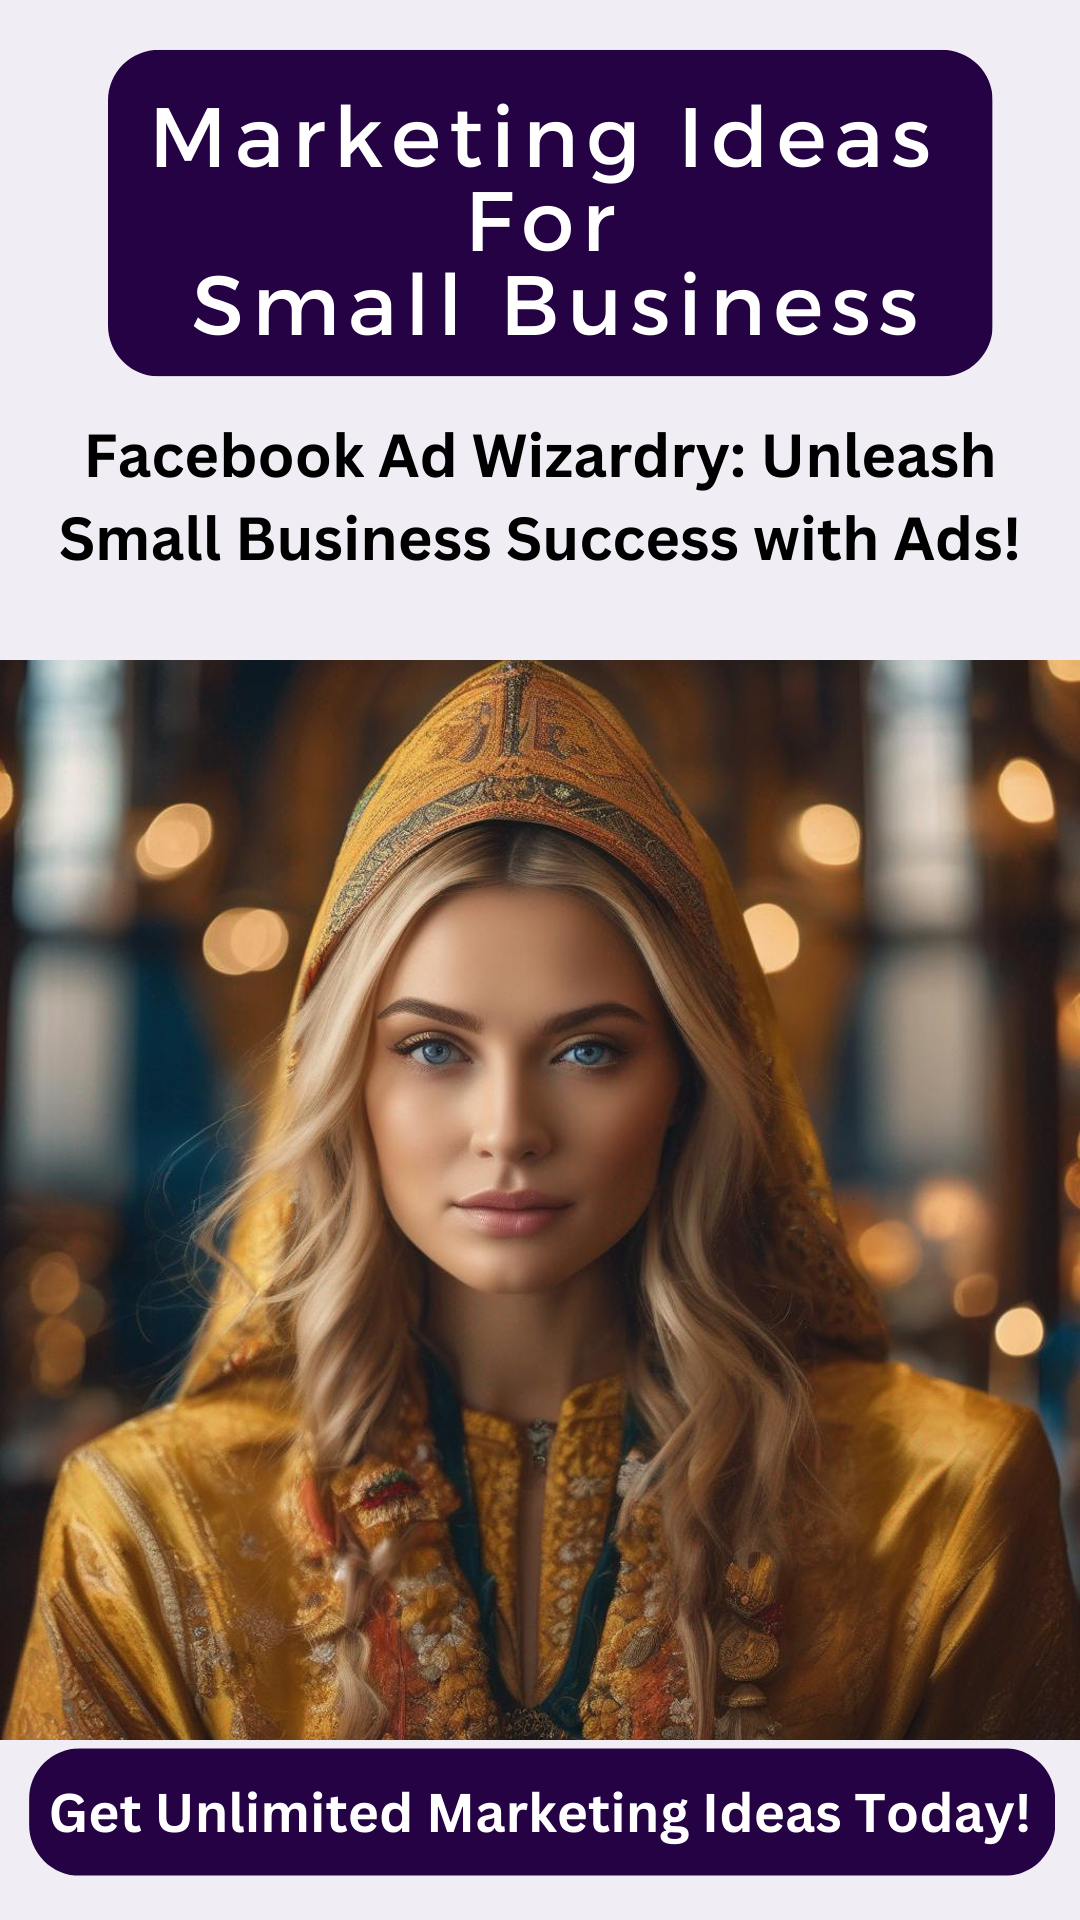 Marketing Ideas
For
Small Business
Facebook Ad Wizardry: Unleash
Small Business Success with Ads!
Get Unlimited Marketing Ideas Today!